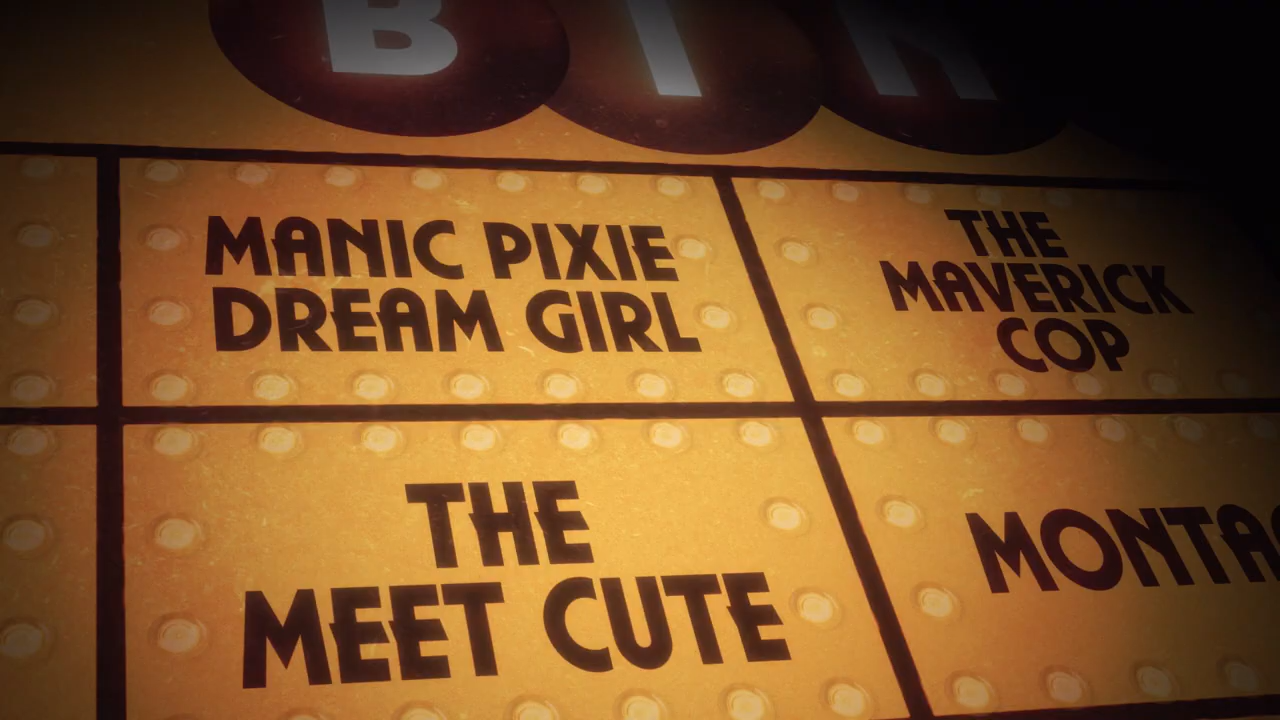 B I
MANIC PIXIE
DREAM GIRL
THE
MAVERICK
COP
THE
MEET CUTE